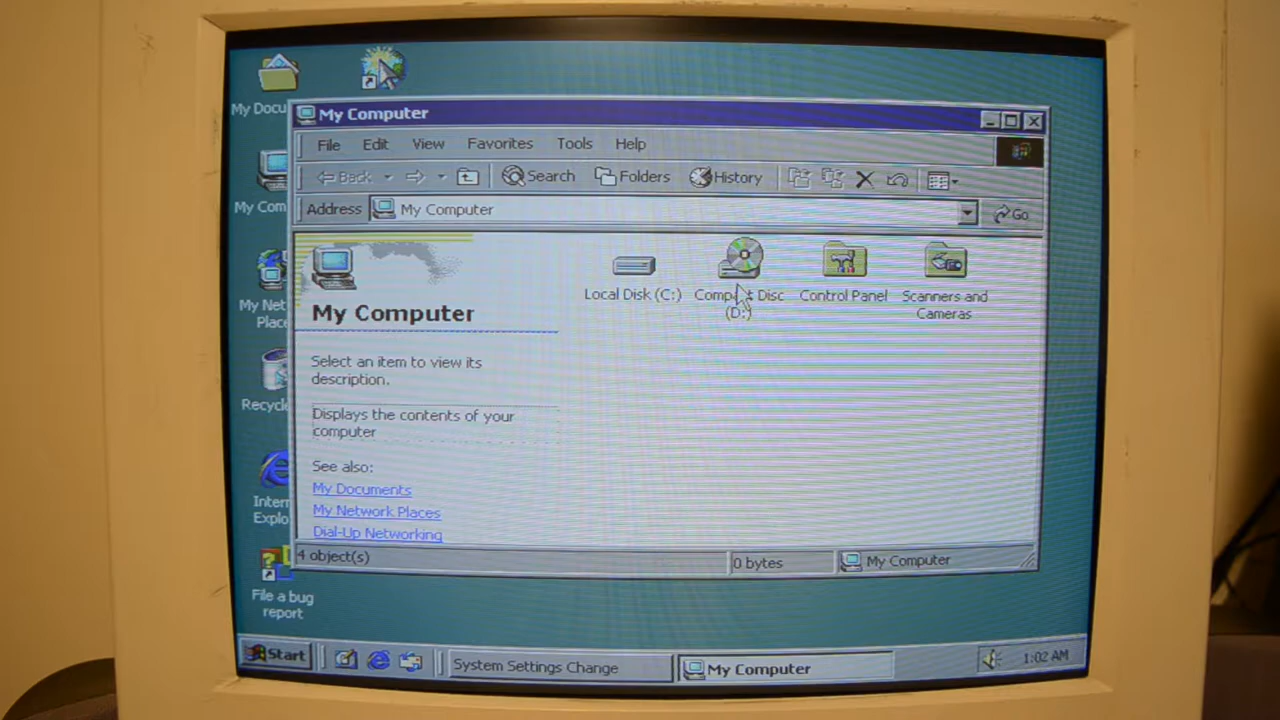 My Docu
My Computer
File Edit View Favorites Tools Help
Back Search Folders History
Address My Computer Go
My Com
My Net
Place
Recycle
Inter
Explo
File a bug
report
My Computer
Select an item to view its
description.
Displays the contents of your
computer
See also:
My Documents
My Network Places
Dial-Up Networking
Local Disk (C:)
Compact Disc
(D:)
Control Panel
Scanners and
Cameras
4 object(s) 0 bytes My Computer
Start System Settings Change My Computer 1:02 AM